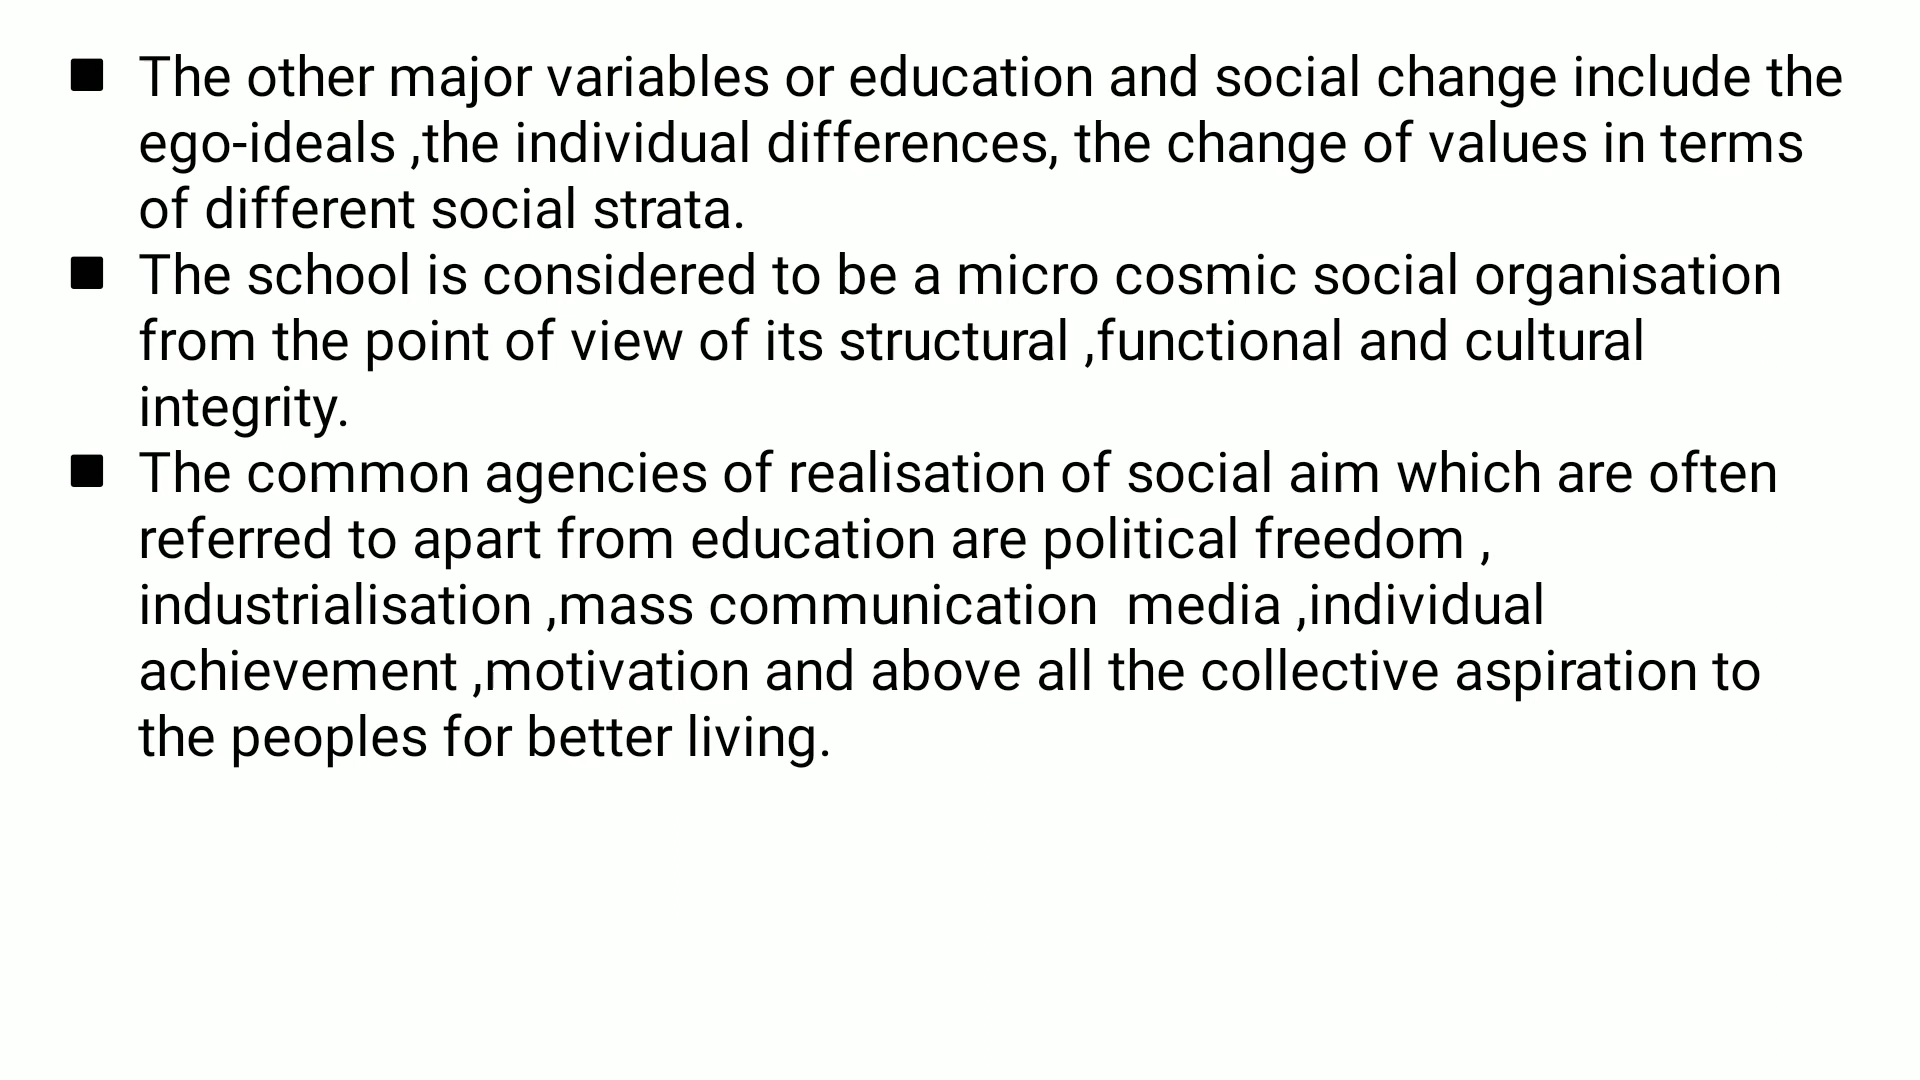 ■ The other major variables or education and social change include the
ego-ideals ,the individual differences, the change of values in terms
of different social strata.
■ The school is considered to be a micro cosmic social organisation
from the point of view of its structural ,functional and cultural
integrity.
■ The common agencies of realisation of social aim which are often
referred to apart from education are political freedom ,
industrialisation ,mass communication  media ,individual
achievement ,motivation and above all the collective aspiration to
the peoples for better living.